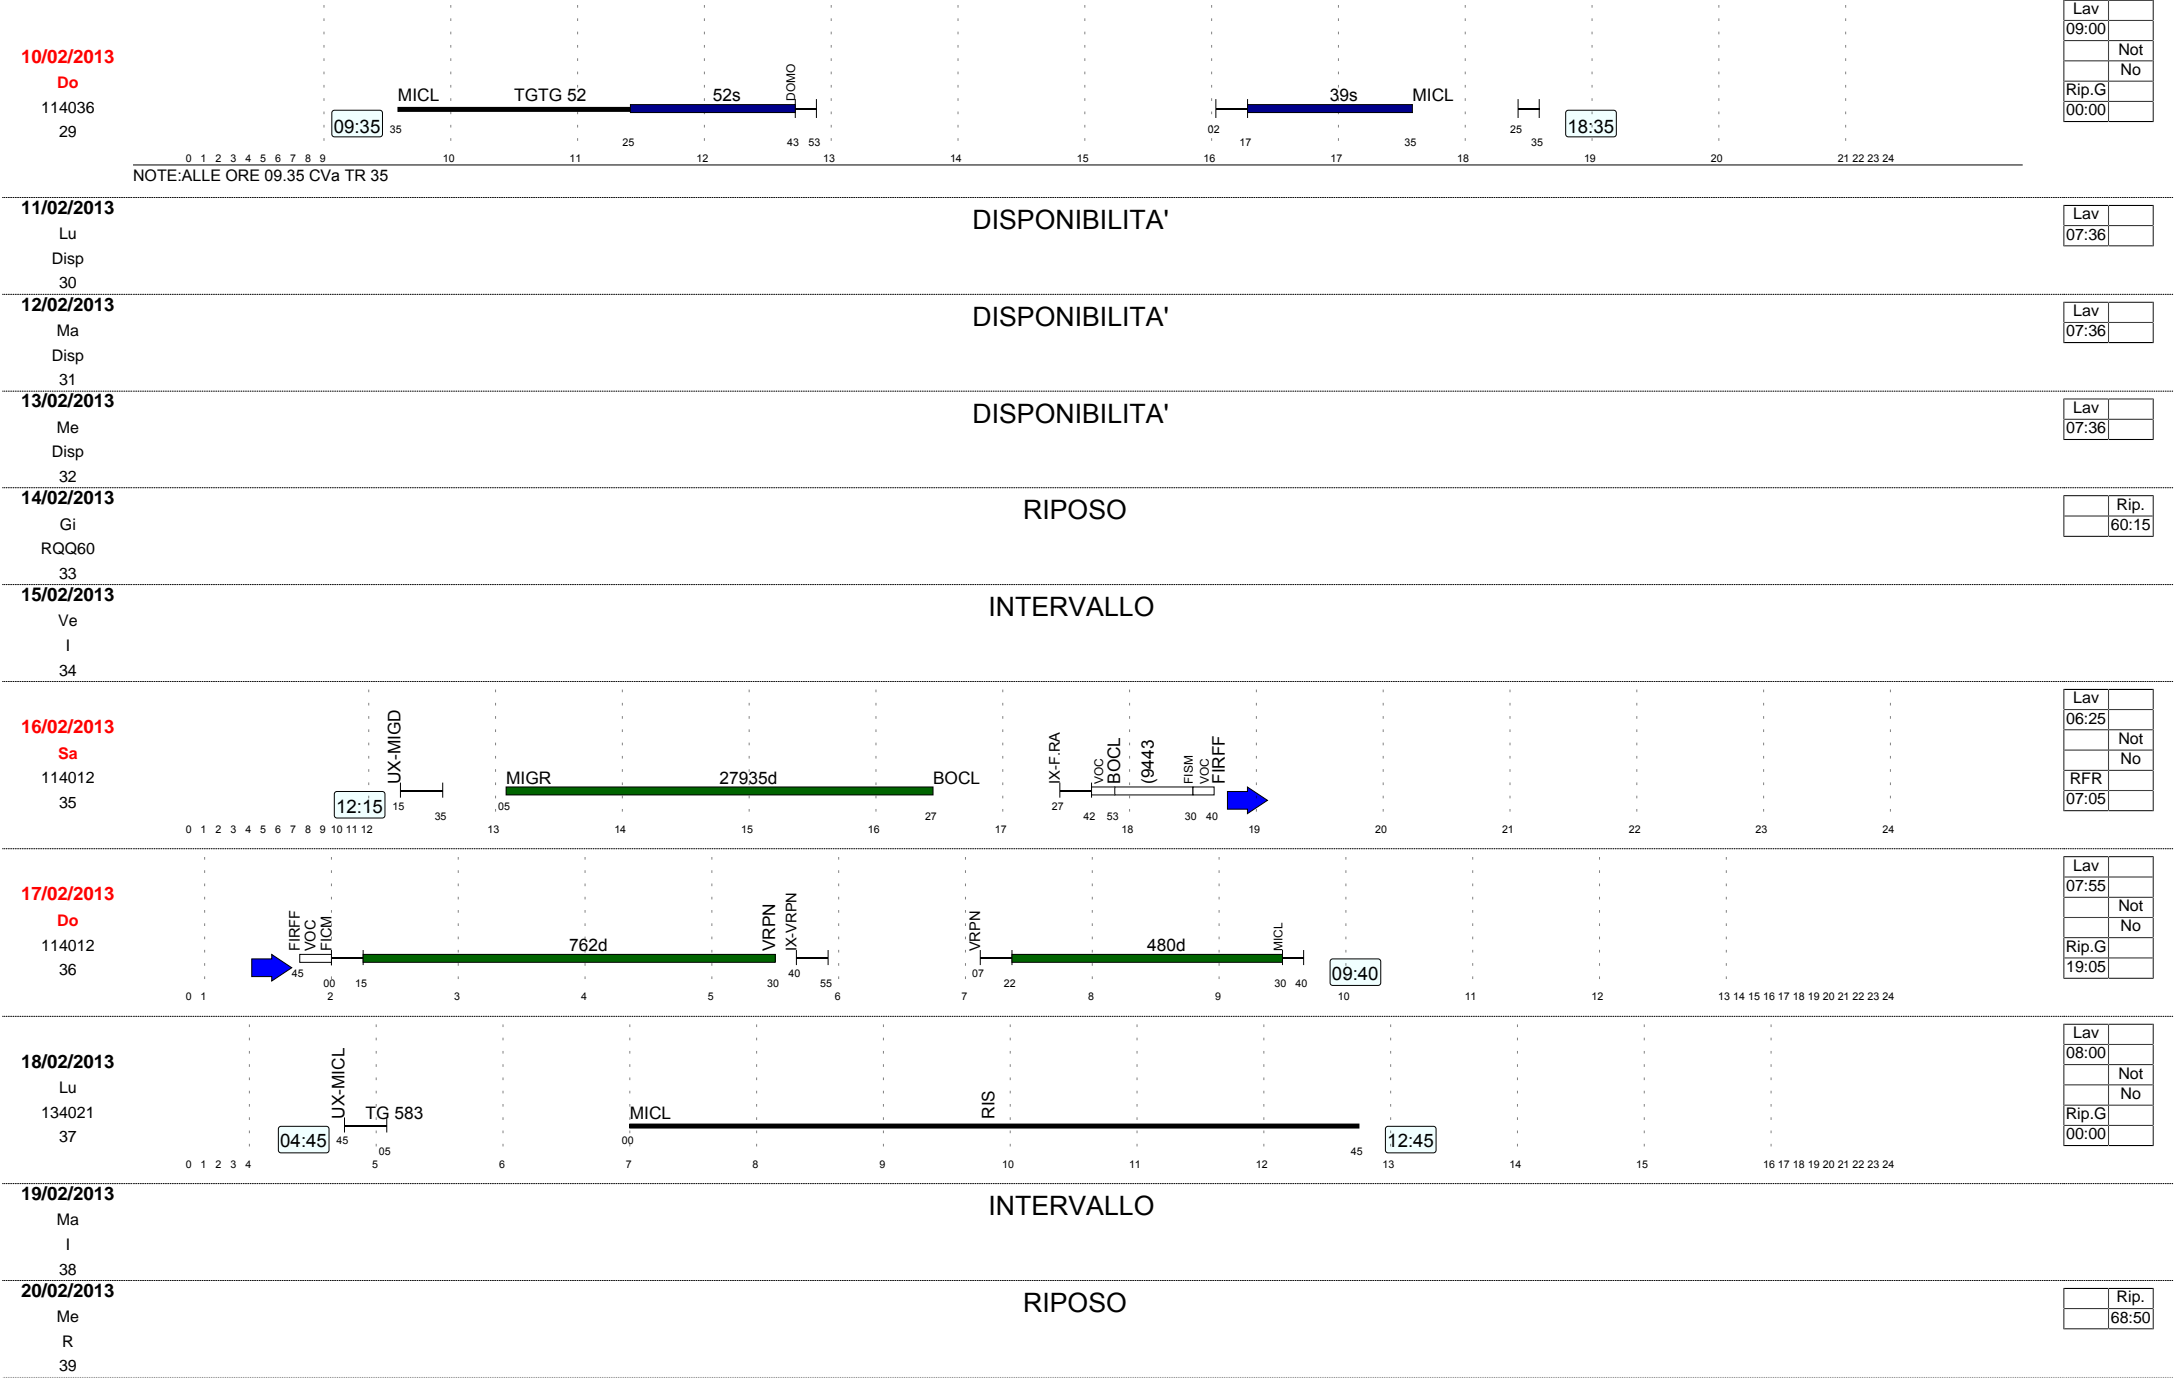 Lav
09:00
Not
No
Rip.G
00:00
10/02/2013
Do
114036
29
MICL TGTG 52 52s DOMO 39s MICL
09:35 35 25 43 53 02 17 35 25 35 18:35
0 1 2 3 4 5 6 7 8 9 10 11 12 13 14 15 16 17 18 19 20 21 22 23 24
NOTE:ALLE ORE 09.35 CVa TR 35
11/02/2013
Lu
Disp
30
DISPONIBILITA'
Lav
07:36
12/02/2013
Ma
Disp
31
DISPONIBILITA'
Lav
07:36
13/02/2013
Me
Disp
32
DISPONIBILITA'
Lav
07:36
14/02/2013
Gi
RQQ60
33
RIPOSO
Rip.
60:15
15/02/2013
Ve
I
34
INTERVALLO
16/02/2013
Sa
114012
35
UX-MIGD MIGR 27935d BOCL IX-F.RA VOC BOCL (9443 FISM VOC FIRFF
12:15 15 35 05 27 27 42 53 30 40
0 1 2 3 4 5 6 7 8 9 10 11 12 13 14 15 16 17 18 19 20 21 22 23 24
Lav
06:25
Not
No
RFR
07:05
17/02/2013
Do
114012
36
FIRFF VOC FICM 762d VRPN IX-VRPN VRPN 480d MICL
45 00 15 30 40 55 07 22 30 40 09:40
0 1 2 3 4 5 6 7 8 9 10 11 12 13 14 15 16 17 18 19 20 21 22 23 24
Lav
07:55
Not
No
Rip.G
19:05
18/02/2013
Lu
134021
37
UX-MICL TG 583 MICL RIS
04:45 45 05 00 45 12:45
0 1 2 3 4 5 6 7 8 9 10 11 12 13 14 15 16 17 18 19 20 21 22 23 24
Lav
08:00
Not
No
Rip.G
00:00
19/02/2013
Ma
I
38
INTERVALLO
20/02/2013
Me
R
39
RIPOSO
Rip.
68:50